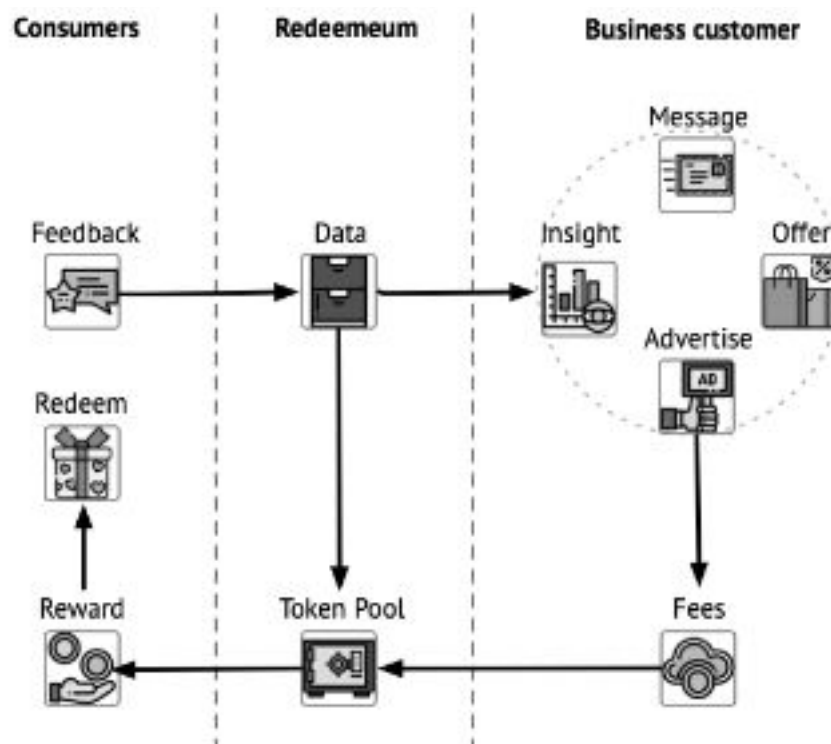 Consumers
Redeemeum
Business customer
Message
Feedback
Data
Insight
Offer
Advertise
AD
Redeem
Reward
Token Pool
Fees